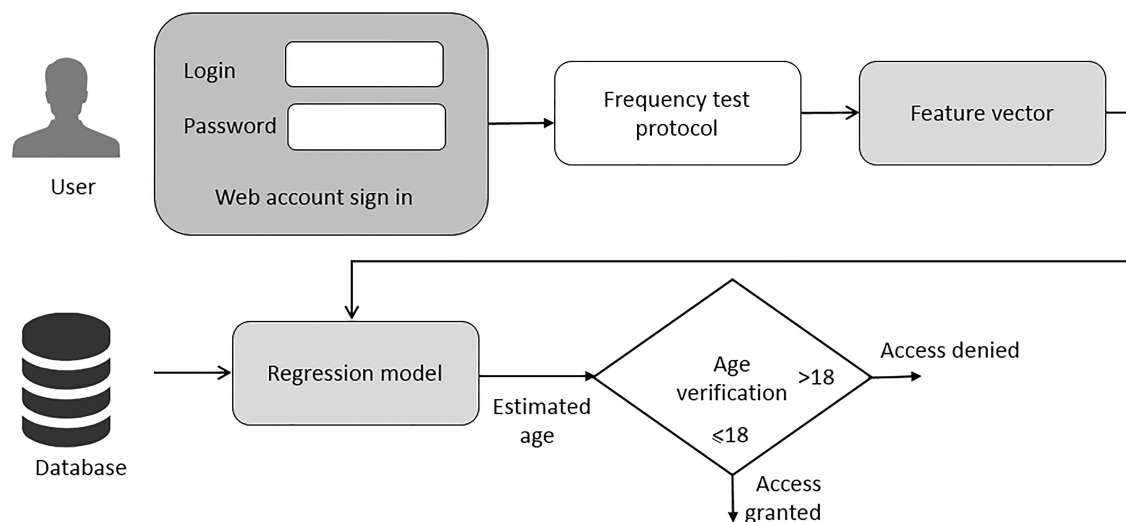 Login
Password
Web account sign in
User
Frequency test
protocol
Feature vector
Database
Regression model
Estimated
age
Age
verification
>18
≤18
Access denied
Access
granted